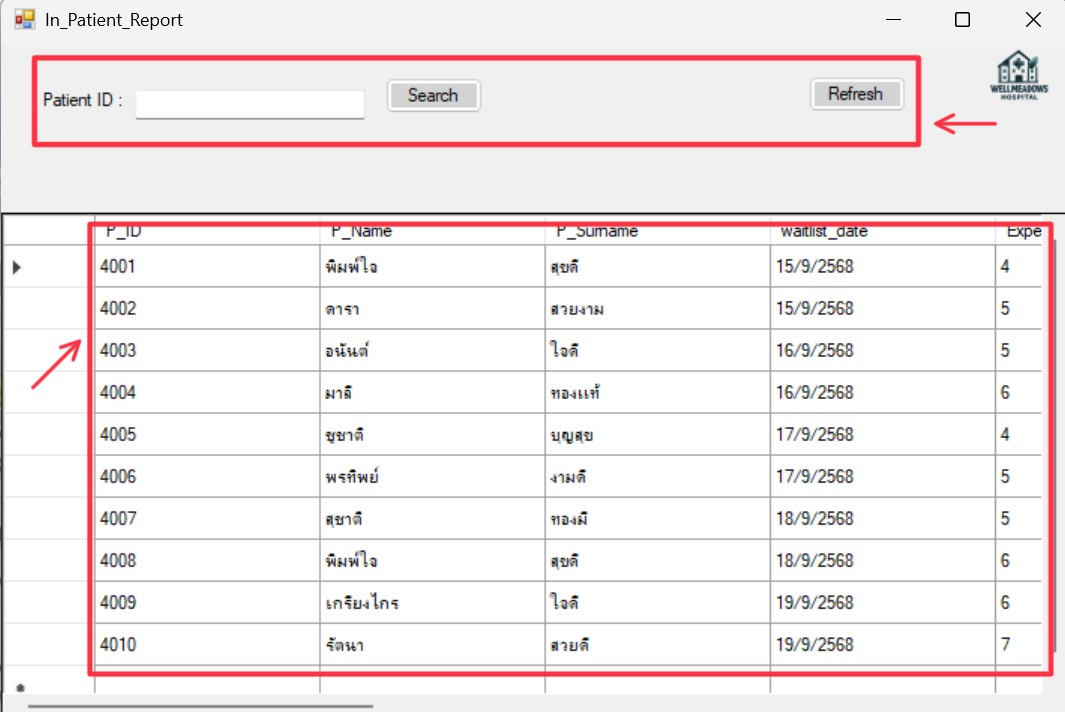 In_Patient_Report
WELLMEADOWS
HOSPITAL
Patient ID : Search Refresh
P_ID P_Name P_Surname waitlist_date Expe
4001 พิมพ์ใจ สุขดี 15/9/2568 4
4002 ดารา สวยงาม 15/9/2568 5
4003 อนันต์ ใจดี 16/9/2568 5
4004 มาลี ทองแท้ 16/9/2568 6
4005 ชูชาติ บุญสุข 17/9/2568 4
4006 พรทิพย์ งามดี 17/9/2568 5
4007 สุชาติ ทองมี 18/9/2568 5
4008 พิมพ์ใจ สุขดี 18/9/2568 6
4009 เกรียงไกร ใจดี 19/9/2568 6
4010 รัตนา สวยดี 19/9/2568 7